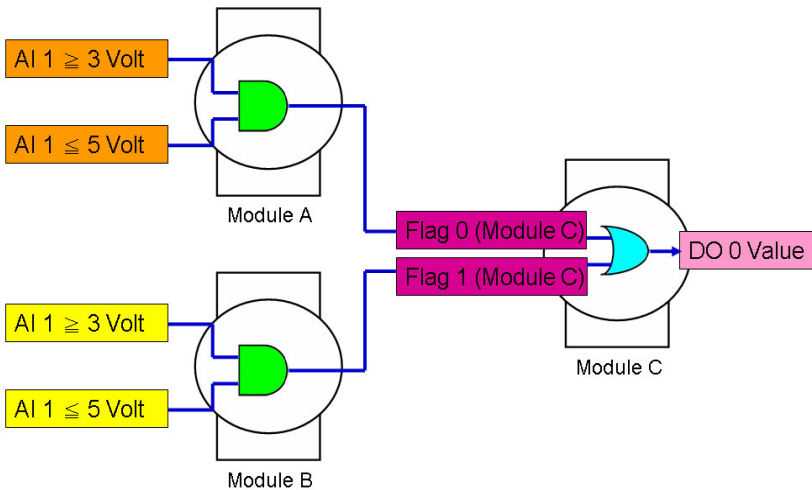 AI 1 ≧ 3 Volt
AI 1 ≦ 5 Volt
Module A
Flag 0 (Module C)
Flag 1 (Module C)
DO 0 Value
Module C
AI 1 ≧ 3 Volt
AI 1 ≦ 5 Volt
Module B